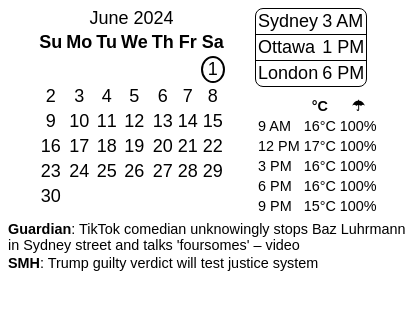 June 2024
Su Mo Tu We Th Fr Sa
1
2 3 4 5 6 7 8
9 10 11 12 13 14 15
16 17 18 19 20 21 22
23 24 25 26 27 28 29
30
Sydney 3 AM
Ottawa 1 PM
London 6 PM
°C ☂
9 AM 16°C 100%
12 PM 17°C 100%
3 PM 16°C 100%
6 PM 16°C 100%
9 PM 15°C 100%
Guardian: TikTok comedian unknowingly stops Baz Luhrmann
in Sydney street and talks 'foursomes' – video
SMH: Trump guilty verdict will test justice system